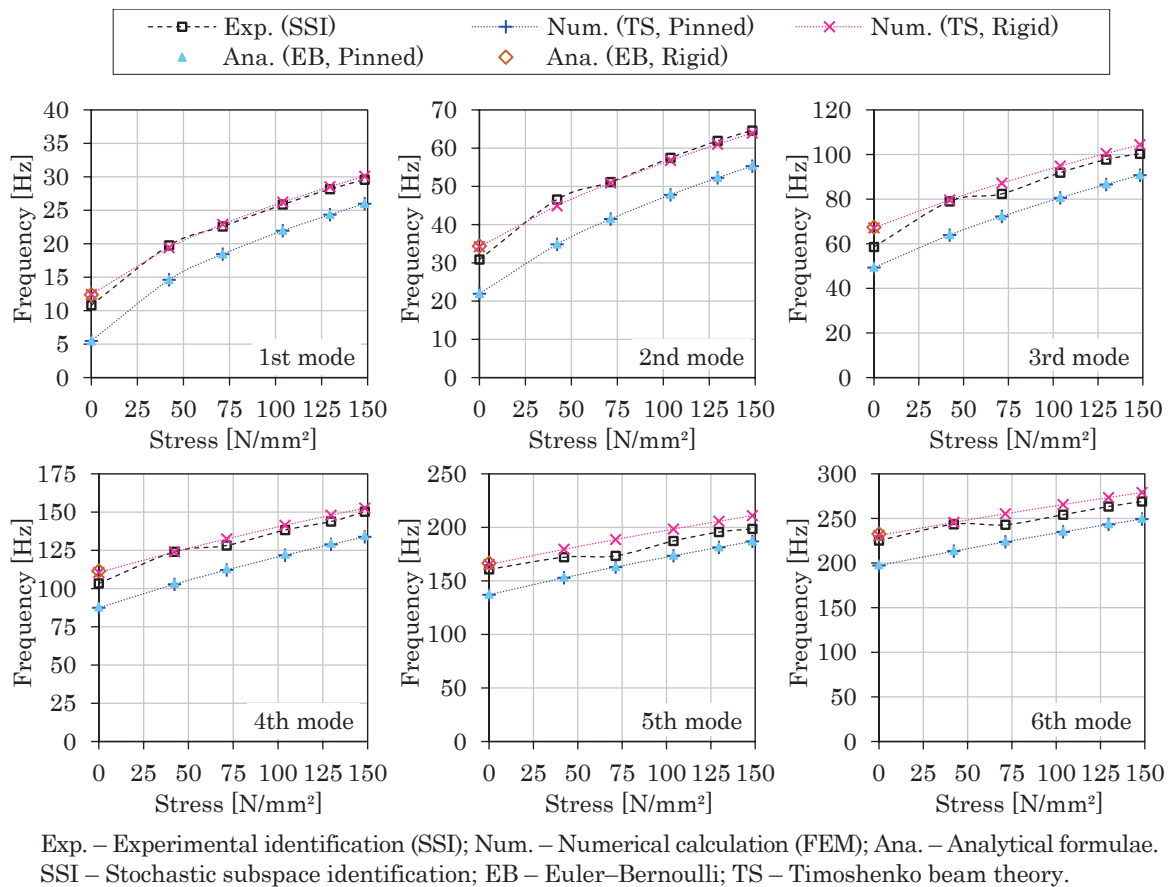 Exp. (SSI) Num. (TS, Pinned) Num. (TS, Rigid)
Ana. (EB, Pinned) Ana. (EB, Rigid)
40
35
30
25
20
15
10
5
0
Frequency [Hz]
1st mode
0 25 50 75 100 125 150
Stress [N/mm²]
70
60
50
40
30
20
10
0
Frequency [Hz]
2nd mode
0 25 50 75 100 125 150
Stress [N/mm²]
120
100
80
60
40
20
0
Frequency [Hz]
3rd mode
0 25 50 75 100 125 150
Stress [N/mm²]
175
150
125
100
75
50
25
0
Frequency [Hz]
4th mode
0 25 50 75 100 125 150
Stress [N/mm²]
250
200
150
100
50
0
Frequency [Hz]
5th mode
0 25 50 75 100 125 150
Stress [N/mm²]
300
250
200
150
100
50
0
Frequency [Hz]
6th mode
0 25 50 75 100 125 150
Stress [N/mm²]
Exp. – Experimental identification (SSI); Num. – Numerical calculation (FEM); Ana. – Analytical formulae.
SSI – Stochastic subspace identification; EB – Euler–Bernoulli; TS – Timoshenko beam theory.